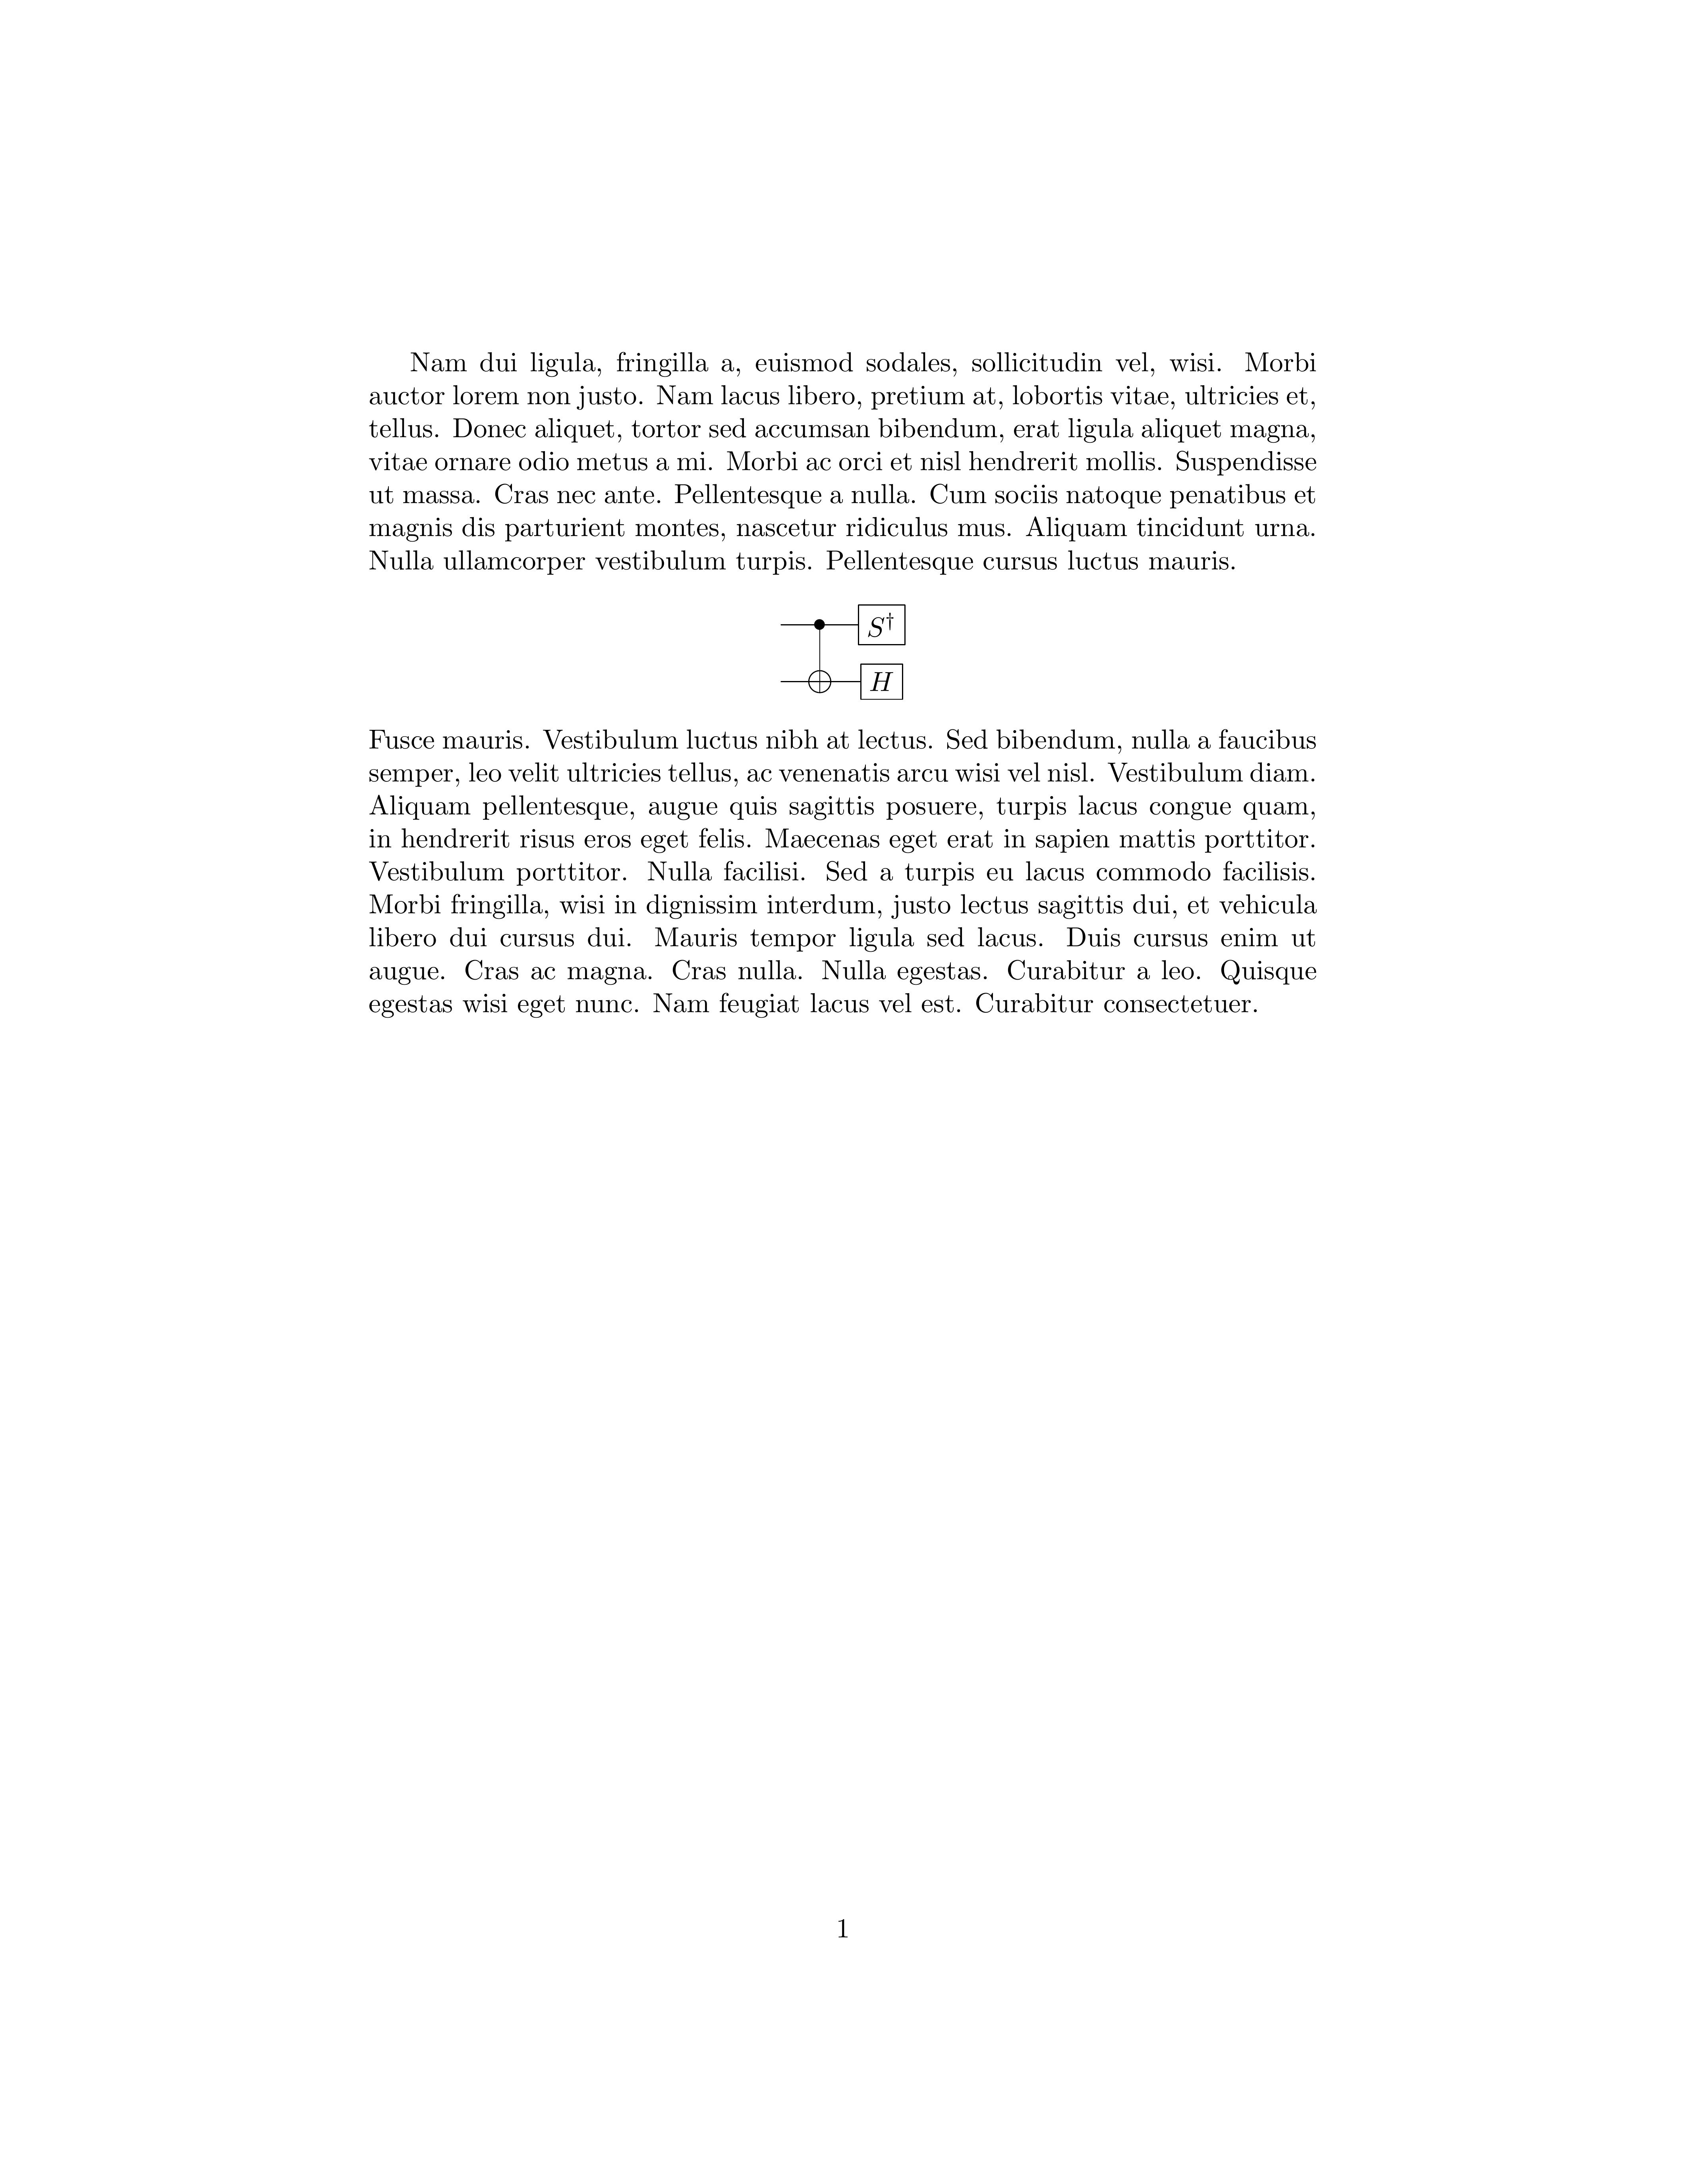 Nam dui ligula, fringilla a, euismod sodales, sollicitudin vel, wisi. Morbi
auctor lorem non justo. Nam lacus libero, pretium at, lobortis vitae, ultricies et,
tellus. Donec aliquet, tortor sed accumsan bibendum, erat ligula aliquet magna,
vitae ornare odio metus a mi. Morbi ac orci et nisl hendrerit mollis. Suspendisse
ut massa. Cras nec ante. Pellentesque a nulla. Cum sociis natoque penatibus et
magnis dis parturient montes, nascetur ridiculus mus. Aliquam tincidunt urna.
Nulla ullamcorper vestibulum turpis. Pellentesque cursus luctus mauris.
S†
H
Fusce mauris. Vestibulum luctus nibh at lectus. Sed bibendum, nulla a faucibus
semper, leo velit ultricies tellus, ac venenatis arcu wisi vel nisl. Vestibulum diam.
Aliquam pellentesque, augue quis sagittis posuere, turpis lacus congue quam,
in hendrerit risus eros eget felis. Maecenas eget erat in sapien mattis porttitor.
Vestibulum porttitor. Nulla facilisi. Sed a turpis eu lacus commodo facilisis.
Morbi fringilla, wisi in dignissim interdum, justo lectus sagittis dui, et vehicula
libero dui cursus dui. Mauris tempor ligula sed lacus. Duis cursus enim ut
augue. Cras ac magna. Cras nulla. Nulla egestas. Curabitur a leo. Quisque
egestas wisi eget nunc. Nam feugiat lacus vel est. Curabitur consectetuer.
1